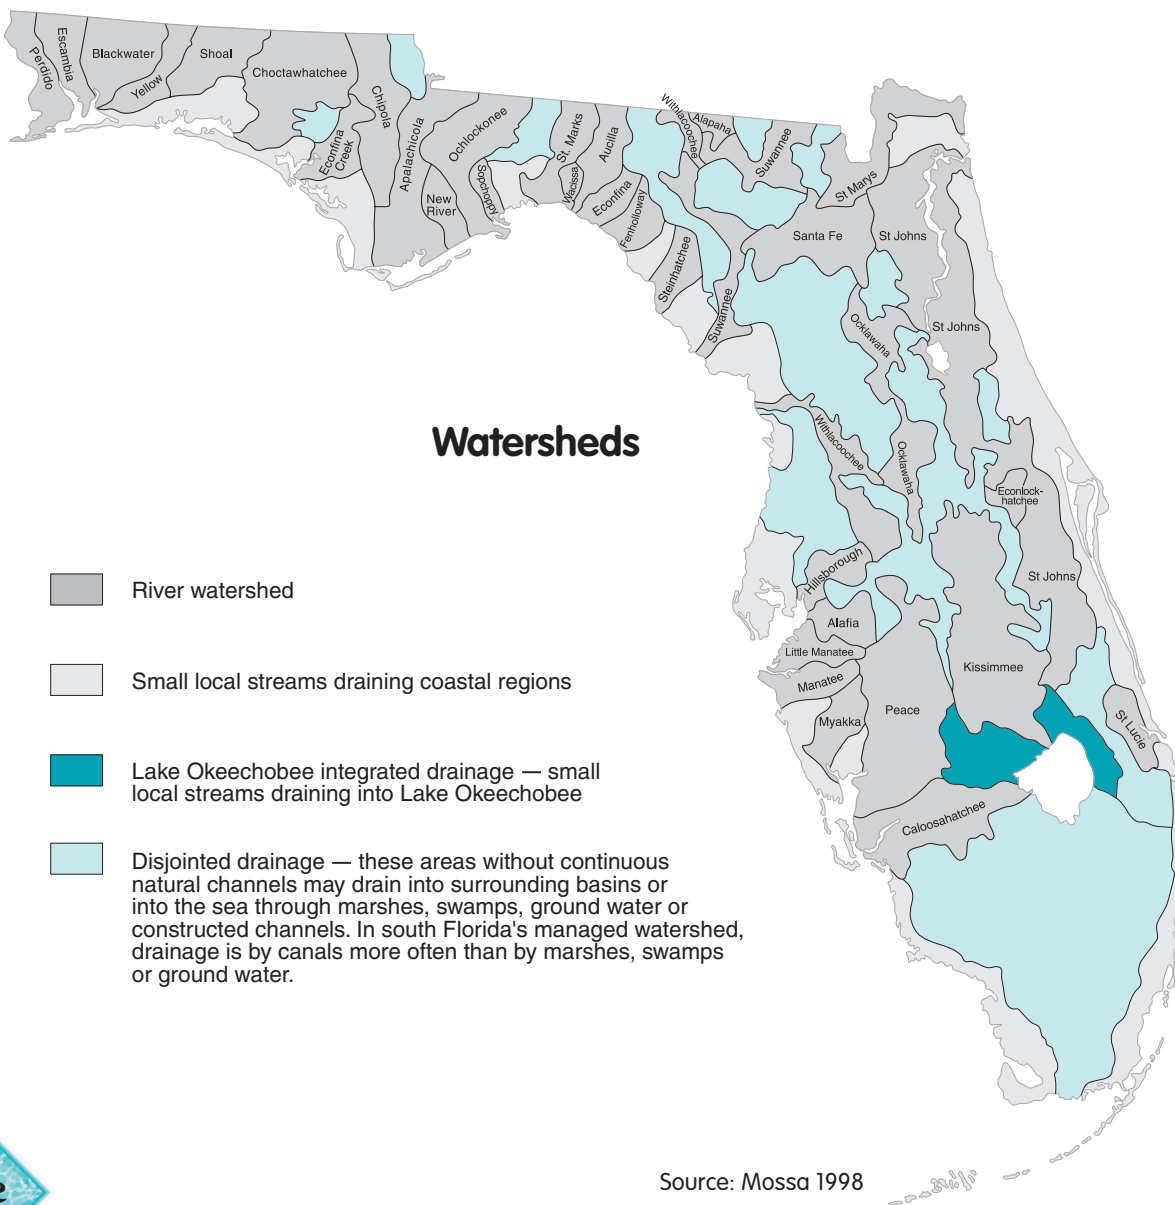 Perdido
Escambia
Blackwater
Yellow
Shoal
Choctawhatchee
Econfina
Creek
Chipola
Apalachicola
New
River
Ochlockonee
Sopchoppy
St. Marks
Wacissa
Aucilla
Econfina
Fenholloway
Steinhatchee
Withlacoochee
Alapaha
Suwannee
Suwannee
St Marys
Santa Fe
St Johns
St Johns
Ocklawaha
Withlacoochee
Ocklawaha
Econlock-
hatchee
St Johns
Hillsborough
Alafia
Little Manatee
Manatee
Myakka
Peace
Kissimmee
St Lucie
Caloosahatchee
Watersheds
River watershed
Small local streams draining coastal regions
Lake Okeechobee integrated drainage — small
local streams draining into Lake Okeechobee
Disjointed drainage — these areas without continuous
natural channels may drain into surrounding basins or
into the sea through marshes, swamps, ground water or
constructed channels. In south Florida's managed watershed,
drainage is by canals more often than by marshes, swamps
or ground water.
Source: Mossa 1998